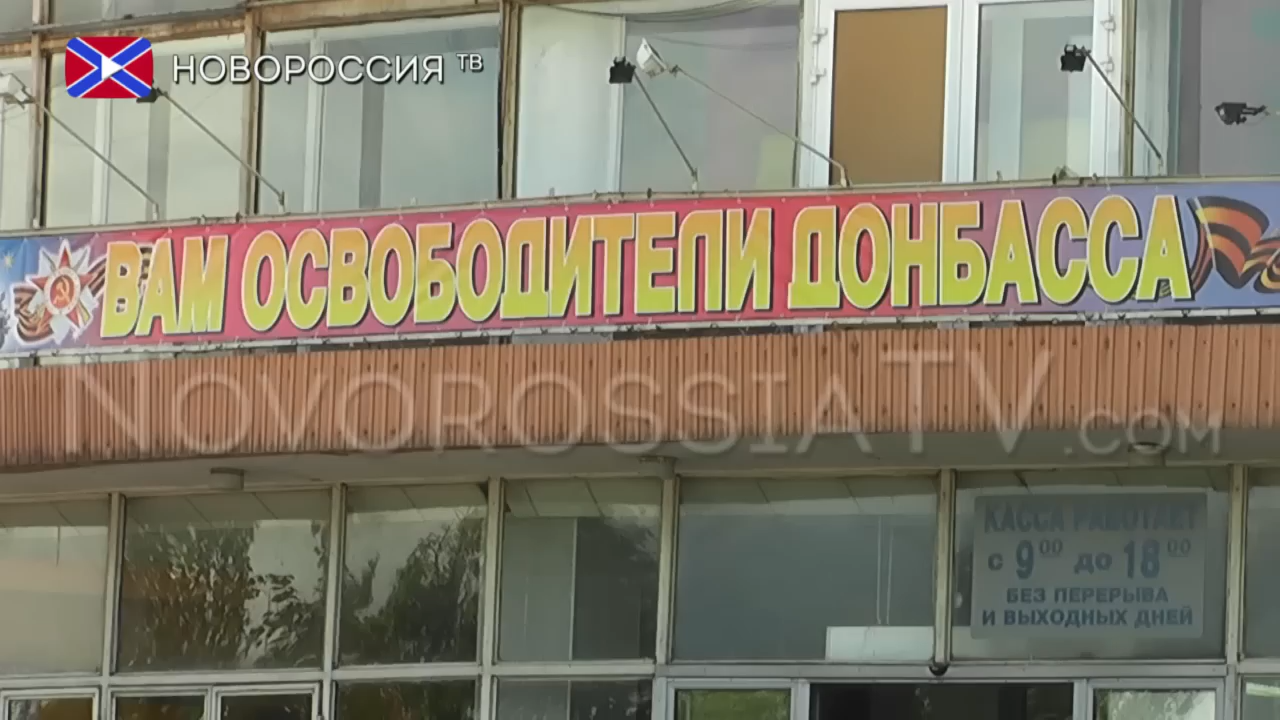 НОВОРОССИЯ ТВ
ВАМ ОСВОБОДИТЕЛИ ДОНБАССА
NOVOROSSIATV.COM
КАССА РАБОТАЕТ
с 9 00 до 18 00
БЕЗ ПЕРЕРЫВА
И ВЫХОДНЫХ ДНЕЙ